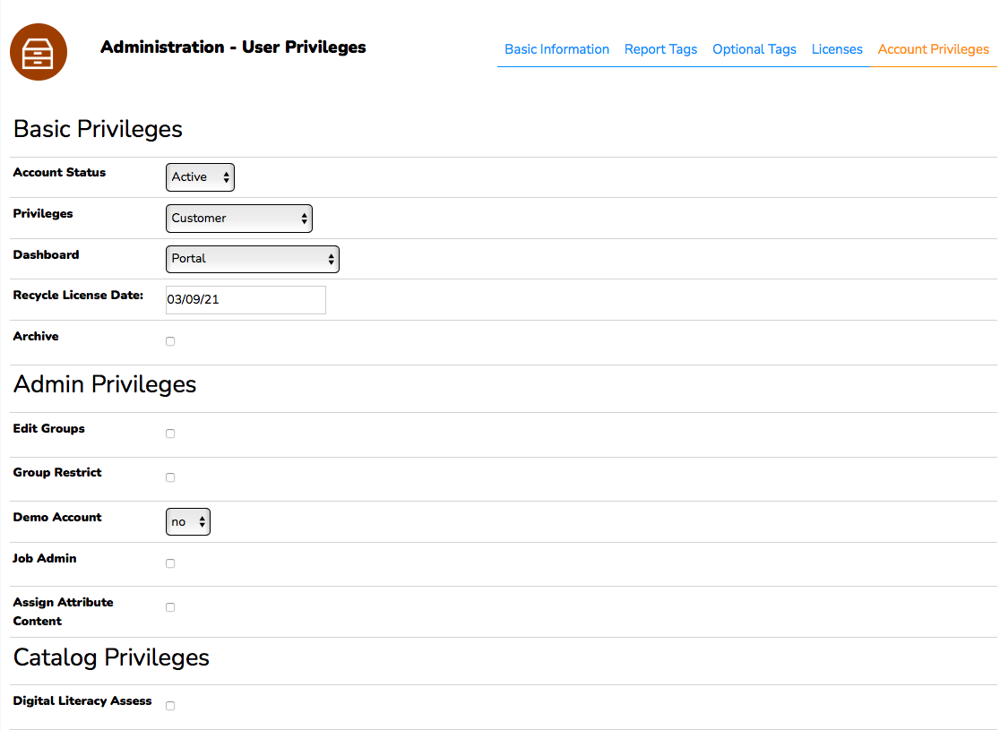 Administration - User Privileges
Basic Information Report Tags Optional Tags Licenses Account Privileges
Basic Privileges
Account Status Active
Privileges Customer
Dashboard Portal
Recycle License Date: 03/09/21
Archive
Admin Privileges
Edit Groups
Group Restrict
Demo Account no
Job Admin
Assign Attribute
Content
Catalog Privileges
Digital Literacy Assess